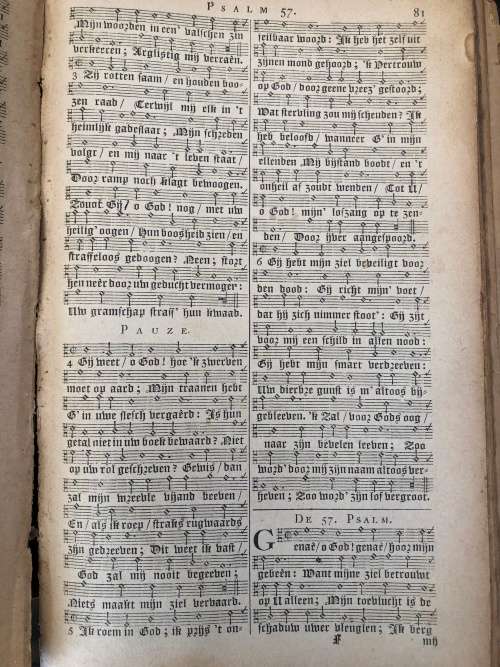 PSALM 57.
81
Mijn woorden in een' valschen zin
verkeeren; Arglistig mij verraên.
3 Zij rotten saam/ en houden boo-
zen raad/ Terwijl mij elk in 't
heimlijk gadeslaat; Mijn schreden
volgt/ en mij naar 't leven staat/
Door ramp noch klagt bewoogen.
Zoudt Gij/ o God! nog/ met uw
heilig' oogen/ Hun boosheid zien/ en
straffeloos gedoogen? Neen; stort
hen neêr door uw geducht vermoger:
Uw gramschap straff' hun kwaad.
PAUZE.
4 Gij weet/ o God! hoe 'k zwerven
moet op aard; Mijn traanen hebt
G' in uwe flesch vergaêrd: Is hun
getal niet in uw boek bewaard? Niet
op uw rol geschreven? Gewis/ dan
zal mijn wreevle vijand beeven/
En/ als ik roep/ straks rugwaards
zijn gedreeven; Dit weet ik vast/
God zal mij nooit begeeven;
Niets maakt mijn ziel vervaard.
5 Ik roem in God; ik prijs 't on-
feilbaar woord: Ik heb het zelf uit
zijnen mond gehoord; 'k Vertrouw
op God/ door geene vrees' gestoord;
Wat sterv'ling zou mij schenden? Ik
heb beloofd/ wanneer G' in mijn
ellenden Mij bijstand boodt/ en 't
onheil af zoudt wenden/ Tot U/
o God! mijn' lofzang op te zen-
den/ Door ijver aangespoord.
6 Gij hebt mijn ziel beveiligd voor
den dood: Gij richt mijn' voet/
dat hij zich nimmer stoot': Gij zijt
voor mij een schild in allen nood:
Gij hebt mijn smart verdreeven:
Uw dierbre gunst is m' altoos bij-
gebleeven. 'k Zal/ voor Gods oog/
naar zijn bevelen leeven; Zoo
word' door mij zijn naam altoos ver-
heven; Zoo word' zijn lof vergroot.
DE 57. PSALM.
Genaê/ o God! genaê/ hoor mijn
gebeên: Want mijne ziel betrouwt
op U alleen; Mijn toevlucht is de
schaduw uwer vleuglen; Ik berg
F
mij